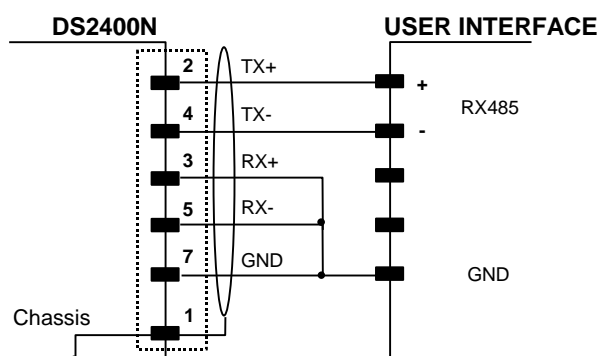 DS2400N USER INTERFACE
2 TX+ +
RX485
4 TX- -
3 RX+
5 RX-
7 GND GND
Chassis 1